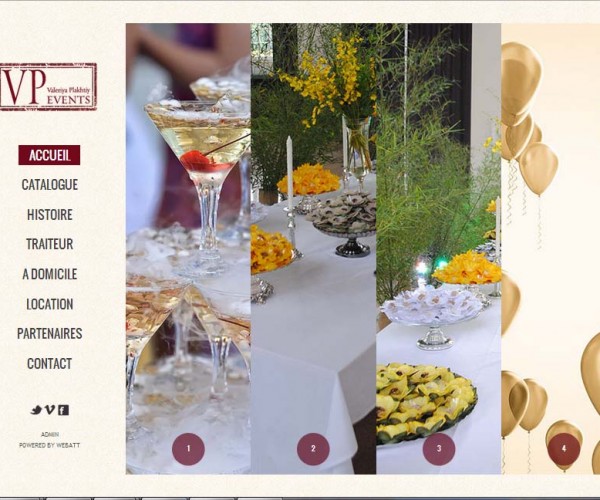 VP
Valeriya Plakhtiy
EVENTS
ACCUEIL
CATALOGUE
HISTOIRE
TRAITEUR
A DOMICILE
LOCATION
PARTENAIRES
CONTACT
ADMIN
POWERED BY WEBATT
1
2
3
4